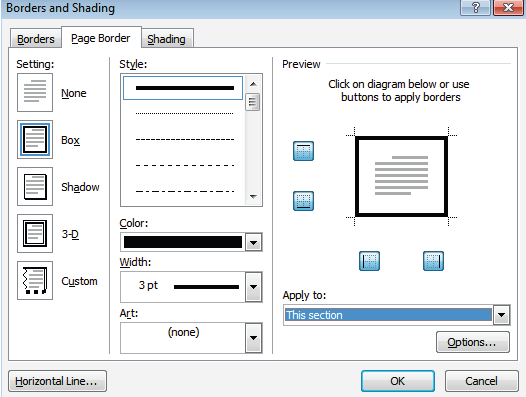 Borders and Shading
Borders
Page Border
Shading
Setting:
None
Box
Shadow
3-D
Custom
Style:
Color:
Width:
3 pt
Art:
(none)
Preview
Click on diagram below or use
buttons to apply borders
Apply to:
This section
Options...
Horizontal Line...
OK
Cancel